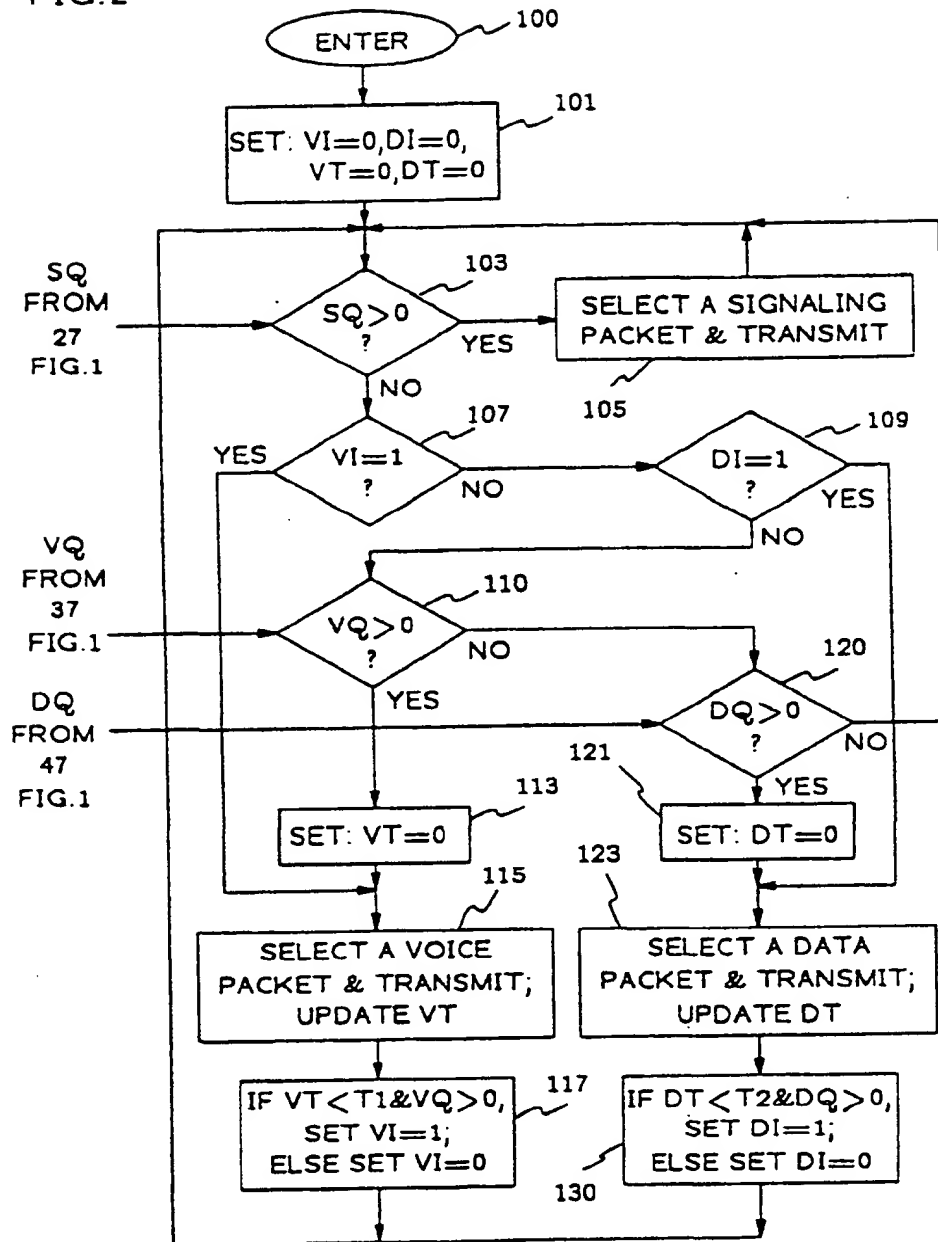 FIG.2
ENTER
100
101
SET: VI=0,DI=0,
VT=0,DT=0
SQ
FROM
27
FIG.1
103
SQ>0
?
YES
NO
SELECT A SIGNALING
PACKET & TRANSMIT
105
107
YES
VI=1
?
NO
109
DI=1
?
YES
NO
VQ
FROM
37
FIG.1
110
VQ>0
?
NO
YES
DQ
FROM
47
FIG.1
120
DQ>0
?
NO
YES
113
SET: VT=0
121
SET: DT=0
115
SELECT A VOICE
PACKET & TRANSMIT;
UPDATE VT
123
SELECT A DATA
PACKET & TRANSMIT;
UPDATE DT
IF VT<T1&VQ>0,
SET VI=1;
ELSE SET VI=0
117
IF DT<T2&DQ>0,
SET DI=1;
ELSE SET DI=0
130